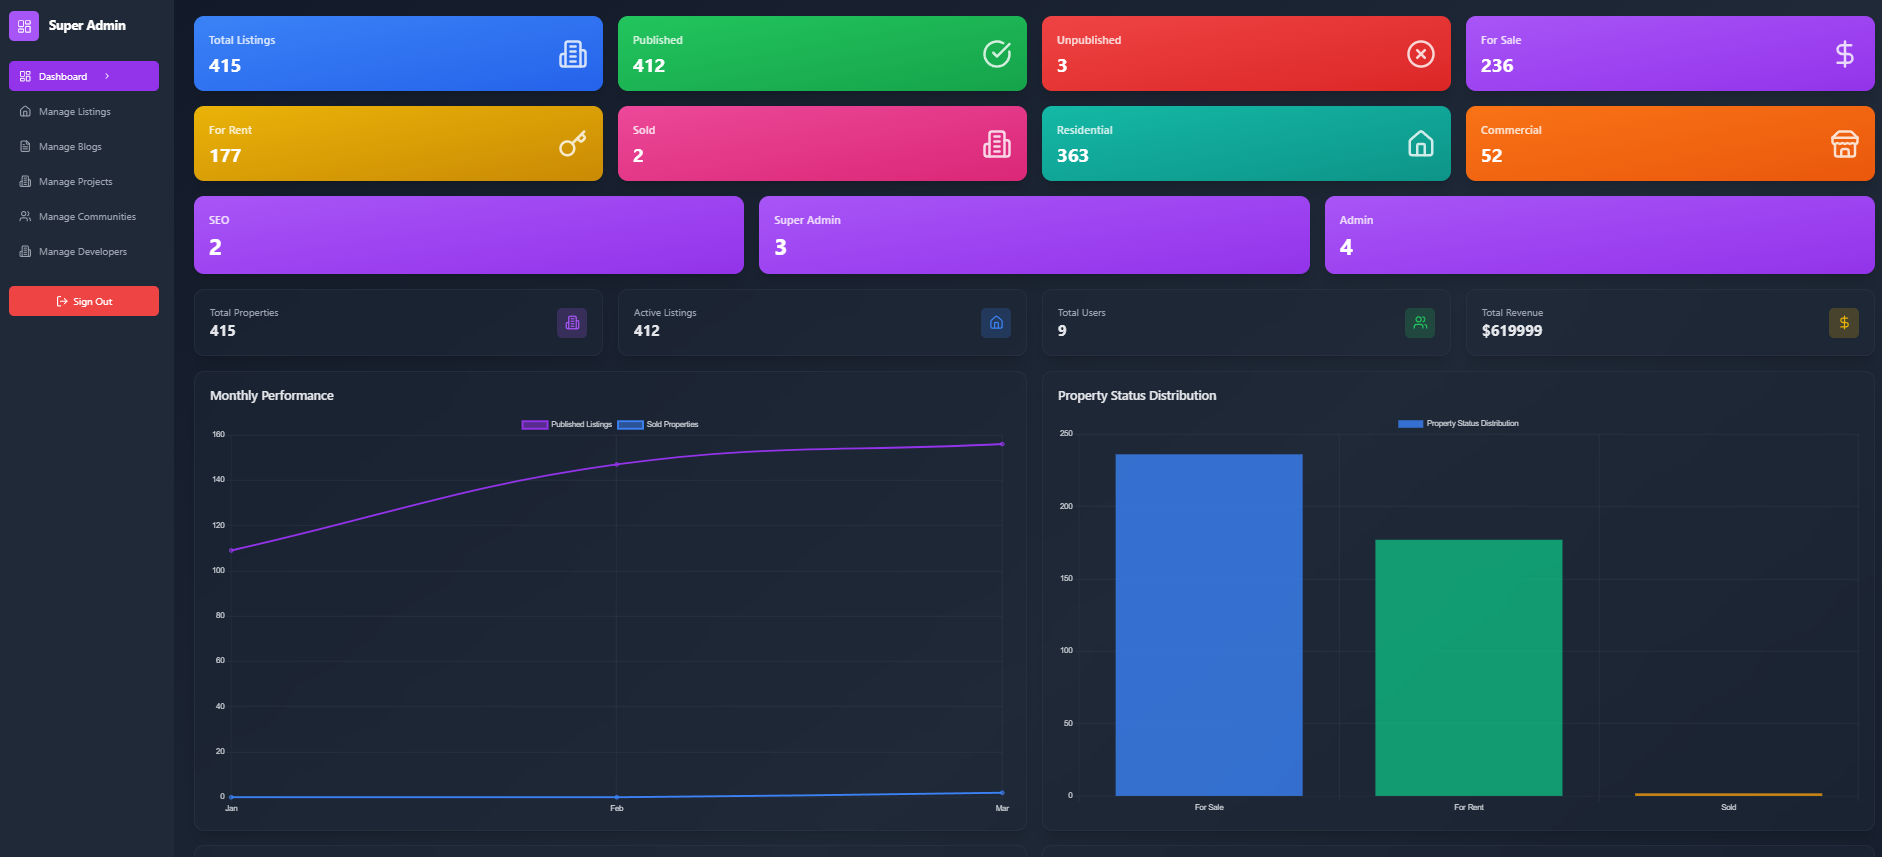 Super Admin
Dashboard
Manage Listings
Manage Blogs
Manage Projects
Manage Communities
Manage Developers
Sign Out
Total Listings
415
Published
412
Unpublished
3
For Sale
236
For Rent
177
Sold
2
Residential
363
Commercial
52
SEO
2
Super Admin
3
Admin
4
Total Properties
415
Active Listings
412
Total Users
9
Total Revenue
$619999
Monthly Performance
Published Listings Sold Properties
160
140
120
100
80
60
40
20
0
Jan Feb Mar
Property Status Distribution
Property Status Distribution
250
200
150
100
50
0
For Sale For Rent Sold